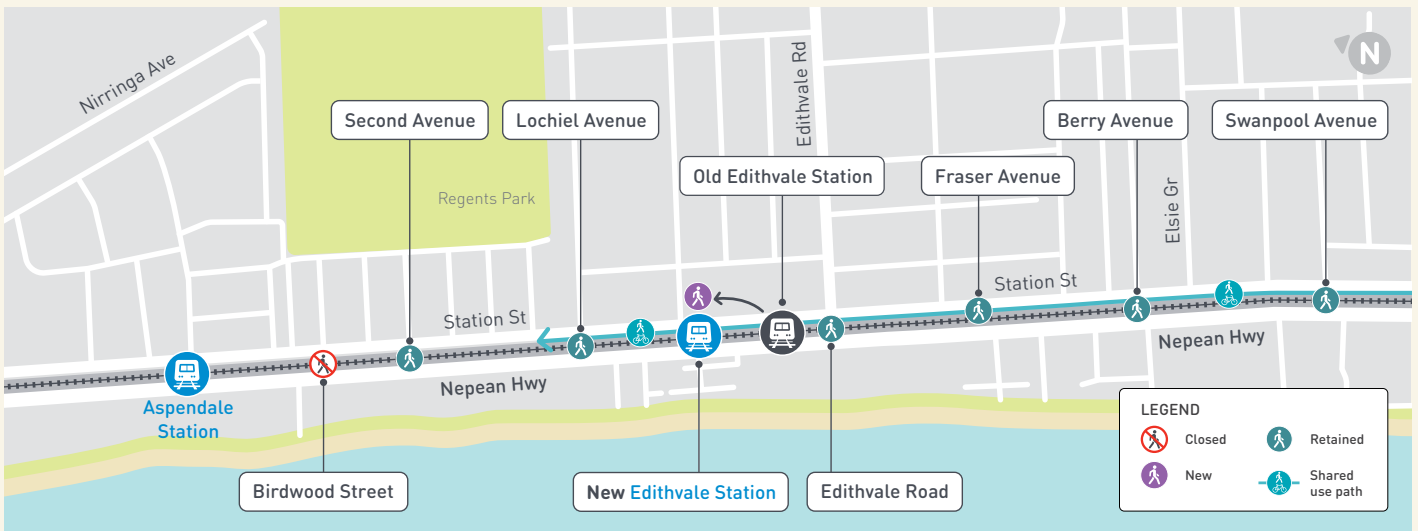 Nirringa Ave
Edithvale Rd
N
Second Avenue
Lochiel Avenue
Berry Avenue
Swanpool Avenue
Old Edithvale Station
Fraser Avenue
Regents Park
Elsie Gr
Station St
Station St
Nepean Hwy
Nepean Hwy
Aspendale
Station
Birdwood Street
New Edithvale Station
Edithvale Road
LEGEND
Closed
Retained
New
Shared
use path